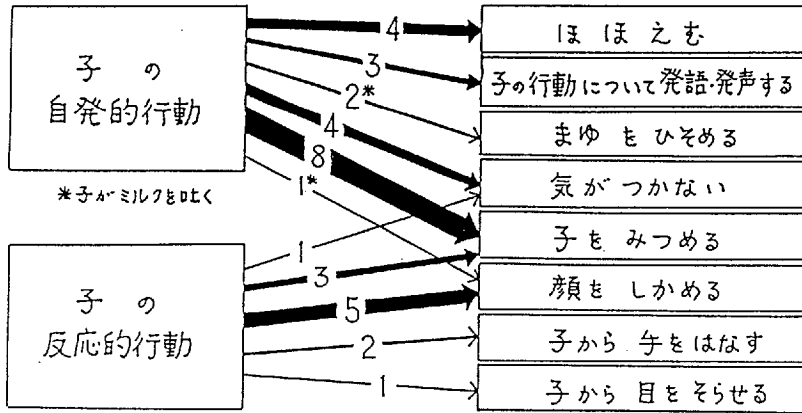 子の
自発的行動
*子がミルクを吐く
子の
反応的行動
4
3
2*
4
8
1*
1
3
5
2
1
ほほえむ
子の行動について発語・発声する
まゆをひそめる
気がつかない
子をみつめる
顔をしかめる
子から手をはなす
子から目をそらせる